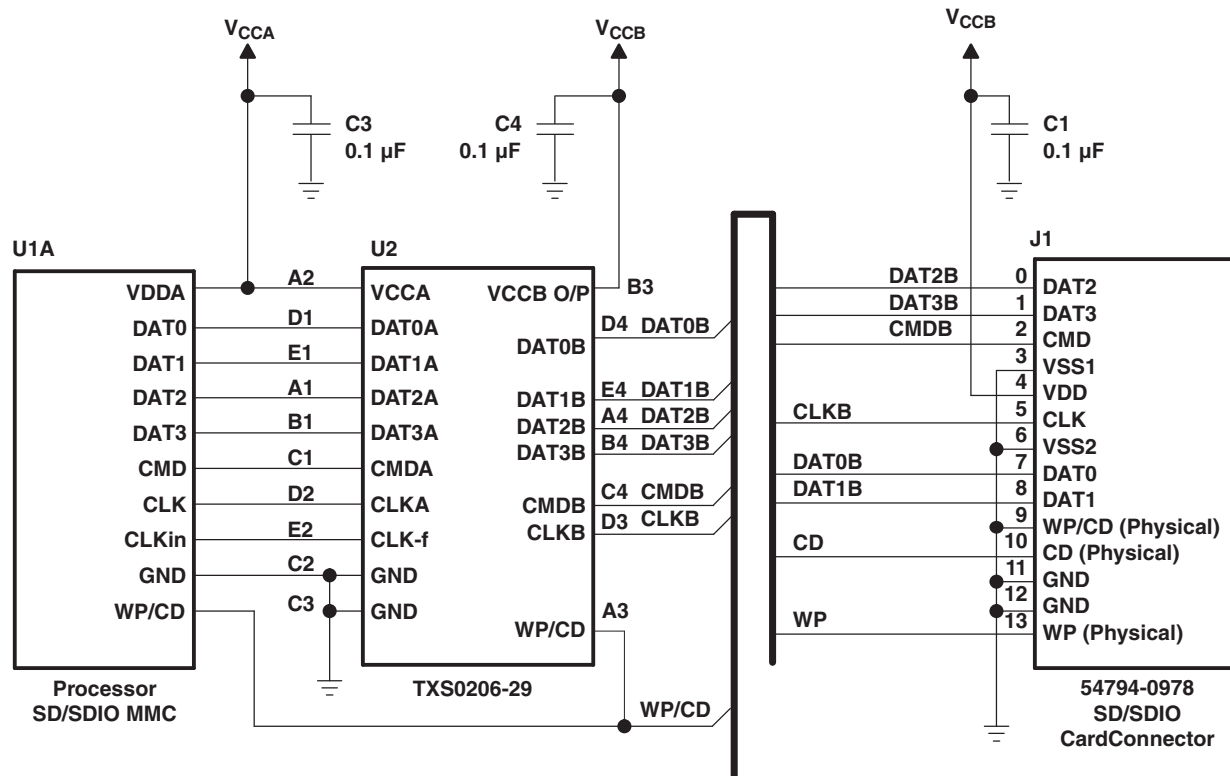 VCCA
VCCB
VCCB
C3
0.1 µF
C4
0.1 µF
C1
0.1 µF
U1A
U2
J1
VDDA
A2
VCCA
VCCB O/P
B3
DAT0
D1
DAT0A
DAT0B
D4 DAT0B
DAT1
E1
DAT1A
DAT1B
E4 DAT1B
DAT2
A1
DAT2A
DAT2B
A4 DAT2B
DAT3
B1
DAT3A
DAT3B
B4 DAT3B
CMD
C1
CMDA
CMDB
C4 CMDB
CLK
D2
CLKA
CLKB
D3 CLKB
CLKin
E2
CLK-f
GND
C2
GND
C3
GND
WP/CD
WP/CD
A3
WP/CD
DAT2B
0
DAT2
DAT3B
1
DAT3
CMDB
2
CMD
3
VSS1
4
VDD
CLKB
5
CLK
6
VSS2
DAT0B
7
DAT0
DAT1B
8
DAT1
9
WP/CD (Physical)
CD
10
CD (Physical)
11
GND
12
GND
WP
13
WP (Physical)
Processor
SD/SDIO MMC
TXS0206-29
54794-0978
SD/SDIO
CardConnector